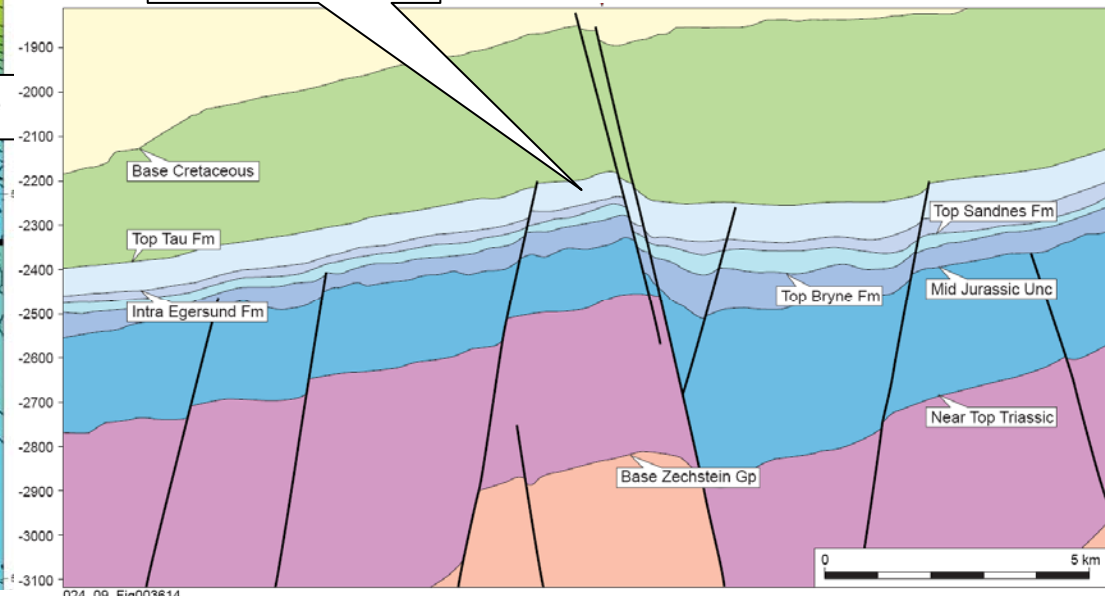 -1900
-2000
-2100
-2200
-2300
-2400
-2500
-2600
-2700
-2800
-2900
-3000
-3100
Base Cretaceous
Top Tau Fm
Intra Egersund Fm
Top Sandnes Fm
Mid Jurassic Unc
Top Bryne Fm
Near Top Triassic
Base Zechstein Gp
0 5 km
024_09_Fig003614